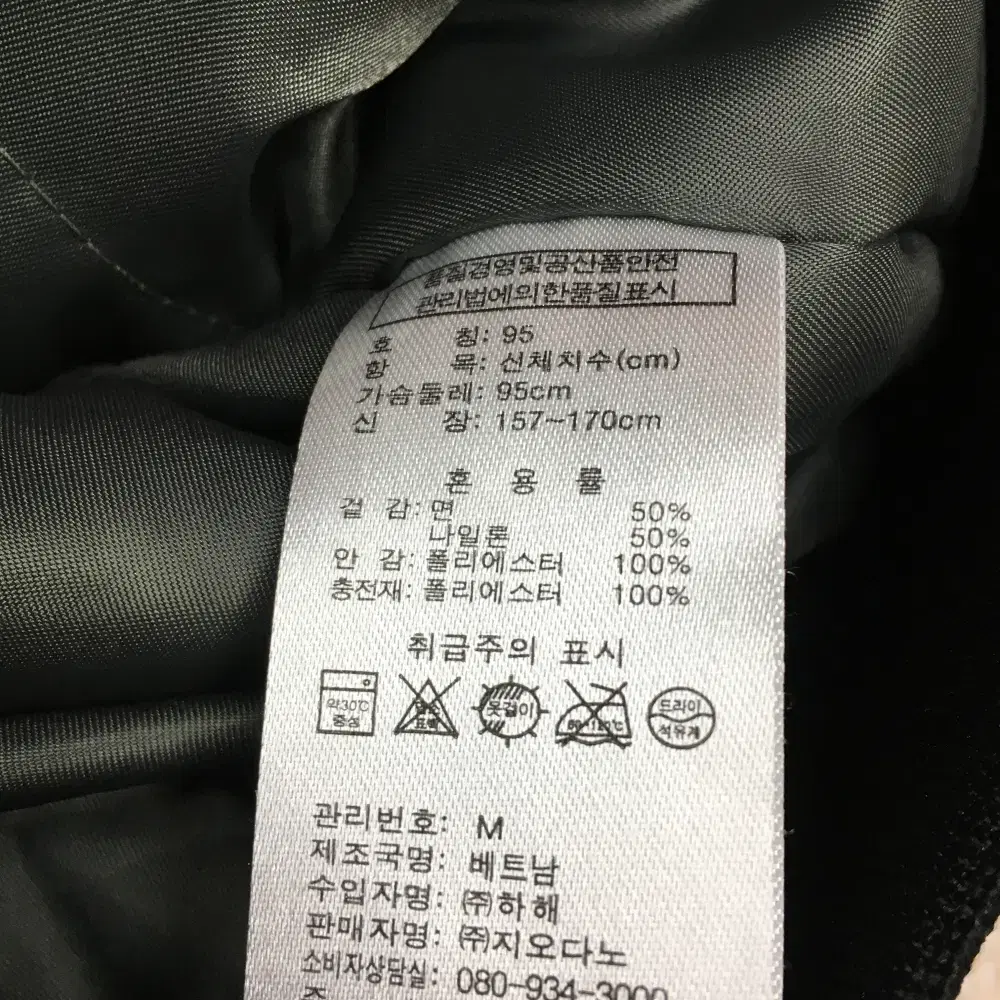 품질경영및공산품안전
관리법에의한품질표시
호 칭: 95
항 목: 신체치수(cm)
가슴둘레: 95cm
신 장: 157~170cm
혼 용 률
겉 감: 면 50%
나일론 50%
안 감: 폴리에스터 100%
충전재: 폴리에스터 100%
취급주의 표시
약30℃ 중성
염소 표백
옷걸이
드라이 석유계
관리번호: M
제조국명: 베트남
수입자명: ㈜하해
판매자명: ㈜지오다노
소비자상담실: 080-934-3000